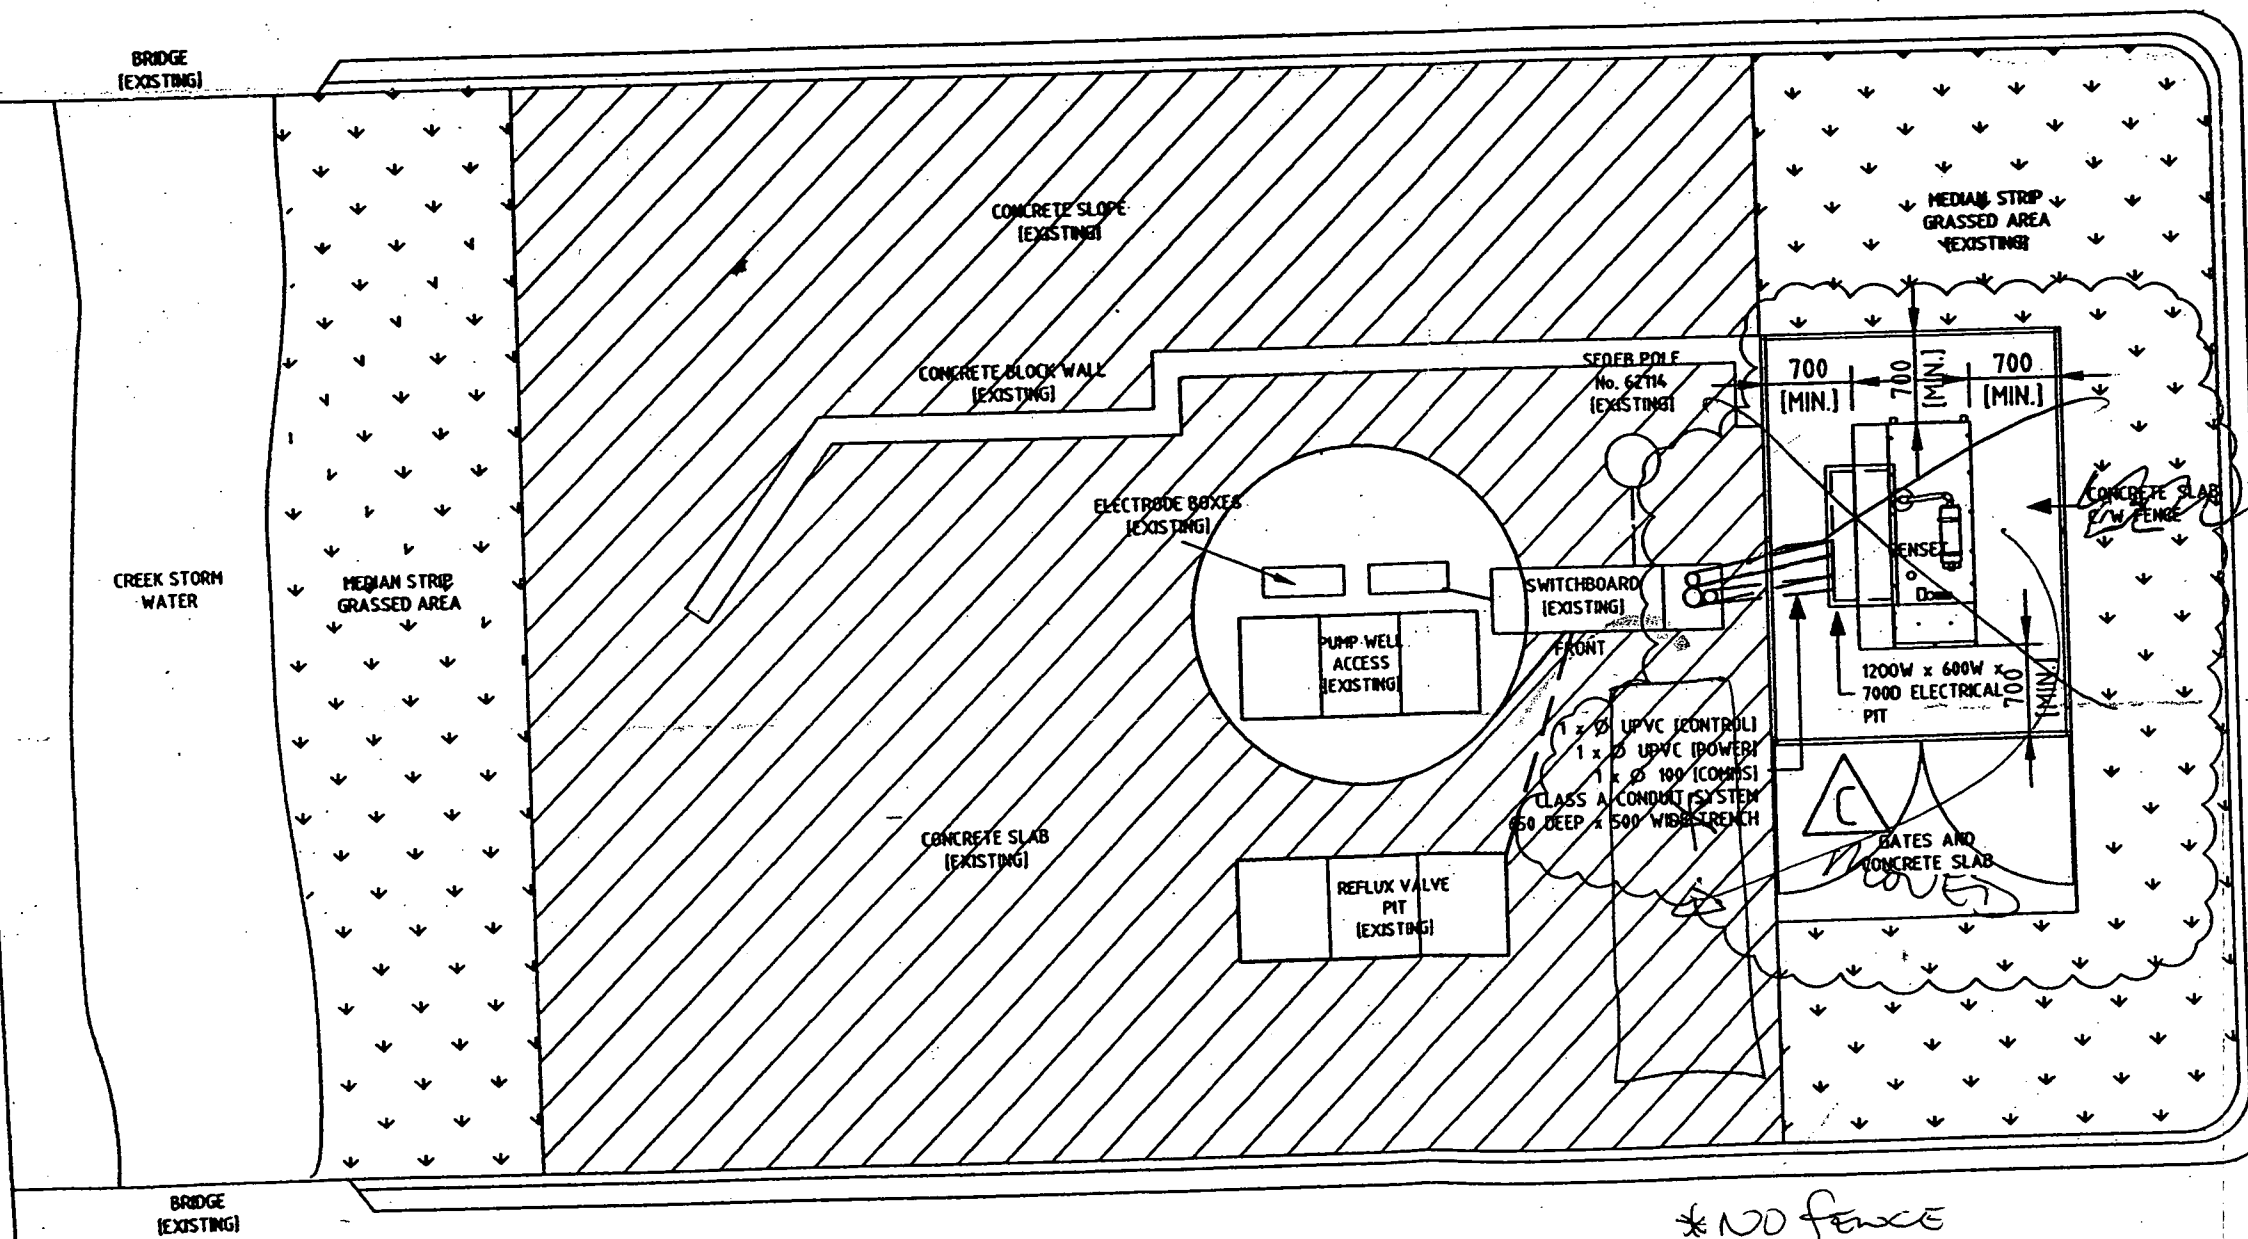 BRIDGE
[EXISTING]
CONCRETE SLOPE
[EXISTING]
MEDIAN STRIP
GRASSED AREA
[EXISTING]
CONCRETE BLOCK WALL
[EXISTING]
SEQEB POLE
No. 62114
[EXISTING]
700
[MIN.]
700
[MIN.]
700
[MIN.]
ELECTRODE BOXES
[EXISTING]
CONCRETE SLAB
C/W FENCE
CREEK STORM
WATER
MEDIAN STRIP
GRASSED AREA
SWITCHBOARD
[EXISTING]
FRONT
GENSET
PUMP WELL
ACCESS
[EXISTING]
1200W x 600W x
700D ELECTRICAL
PIT
700
[MIN.]
1 x Ø UPVC [CONTROL]
1 x Ø UPVC [POWER]
1 x Ø 100 [COMMS]
CLASS A CONDUIT SYSTEM
650 DEEP x 500 WIDE TRENCH
C
GATES AND
CONCRETE SLAB
MOVED
CONCRETE SLAB
[EXISTING]
REFLUX VALVE
PIT
[EXISTING]
BRIDGE
[EXISTING]
* NO FENCE